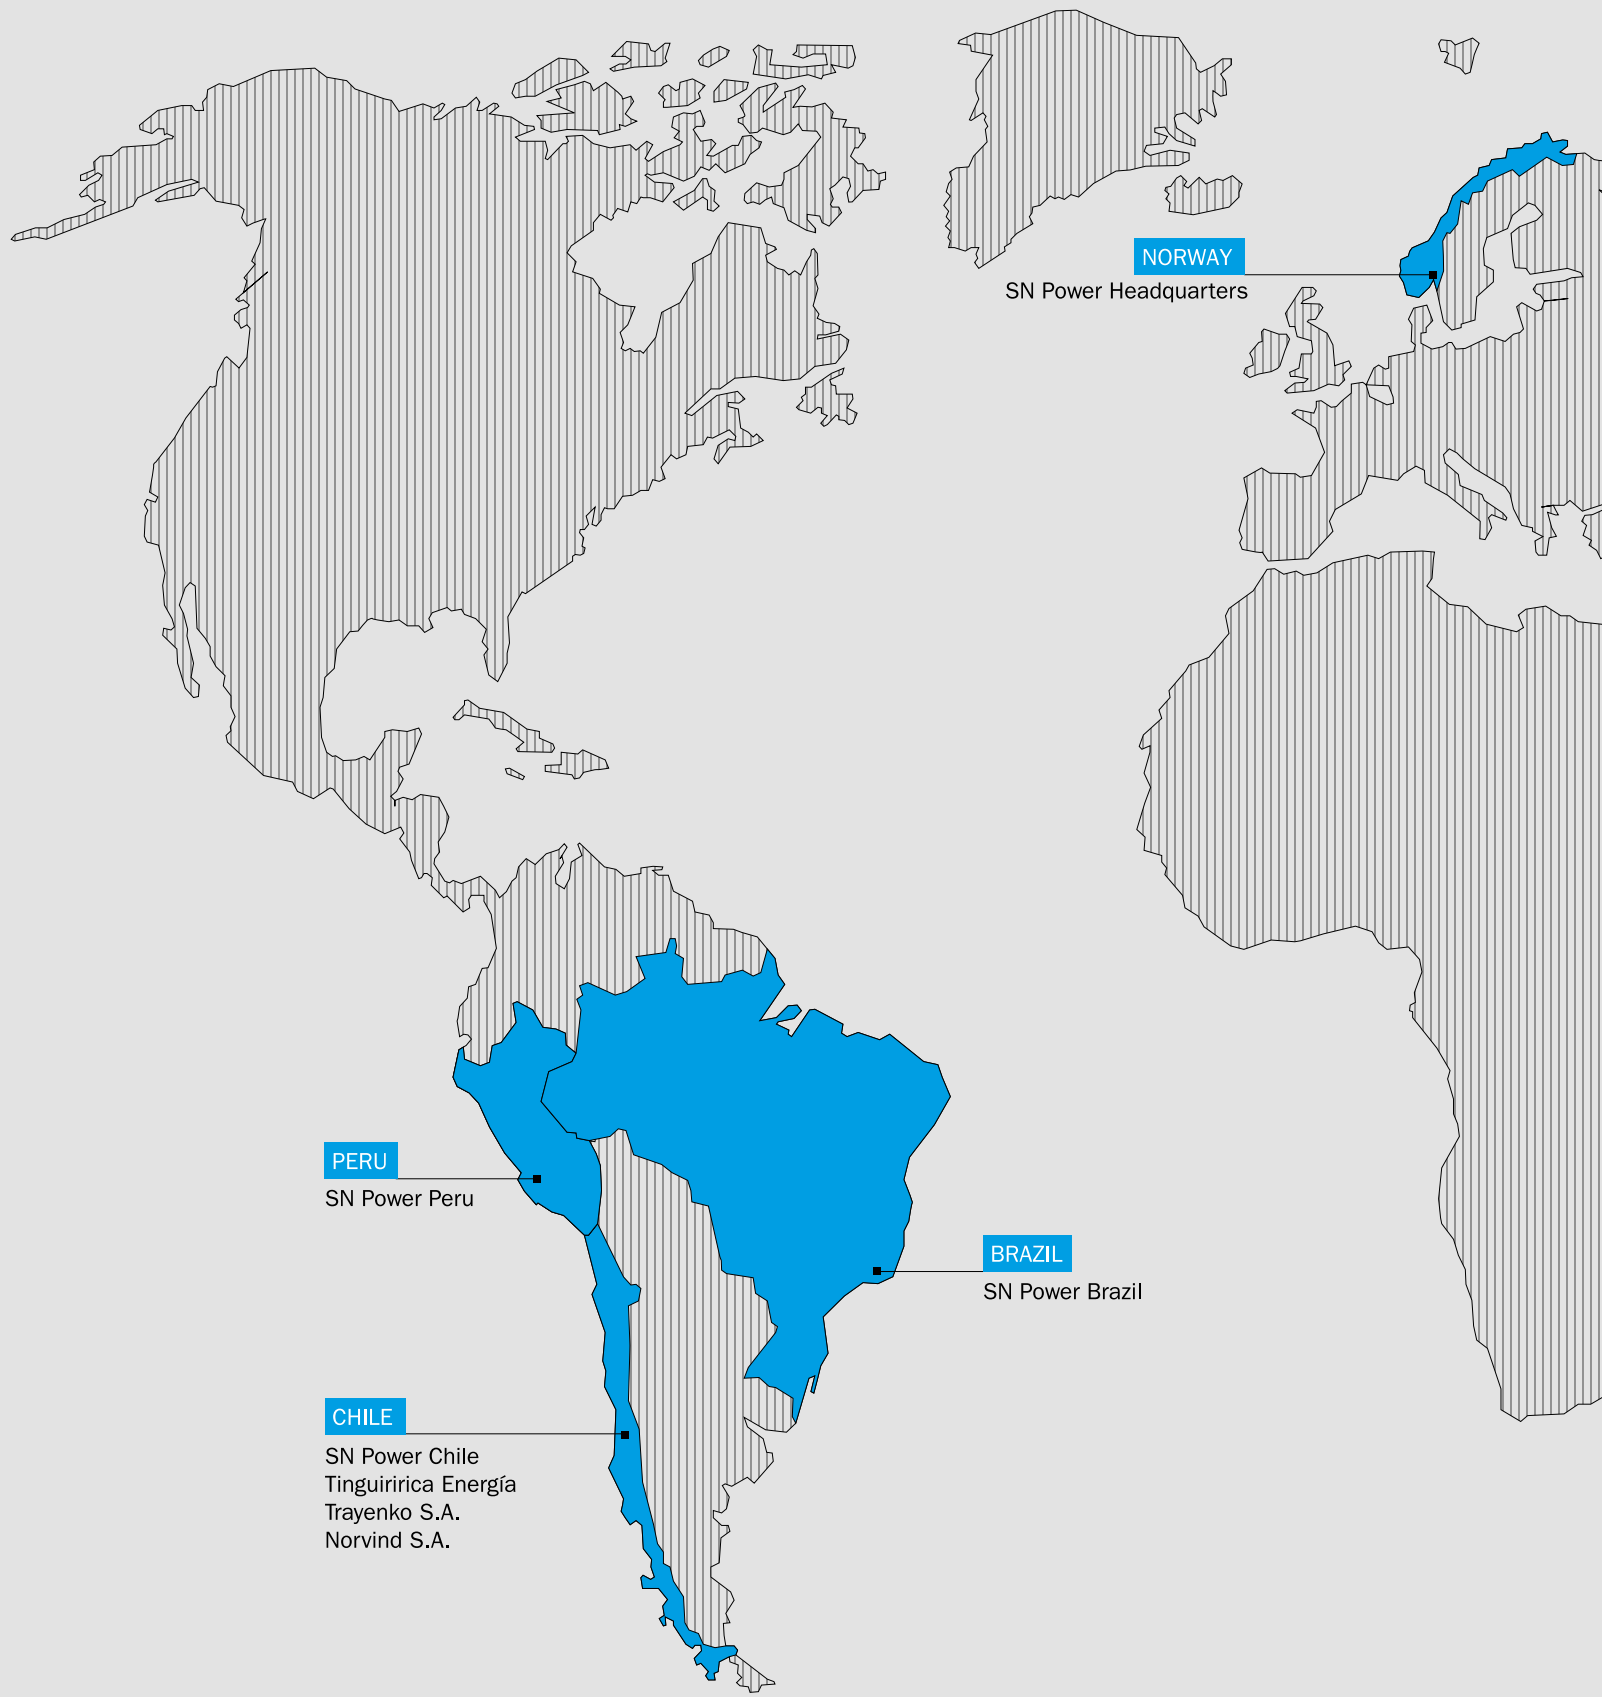 NORWAY
SN Power Headquarters
PERU
SN Power Peru
BRAZIL
SN Power Brazil
CHILE
SN Power Chile
Tinguiririca Energía
Trayenko S.A.
Norvind S.A.